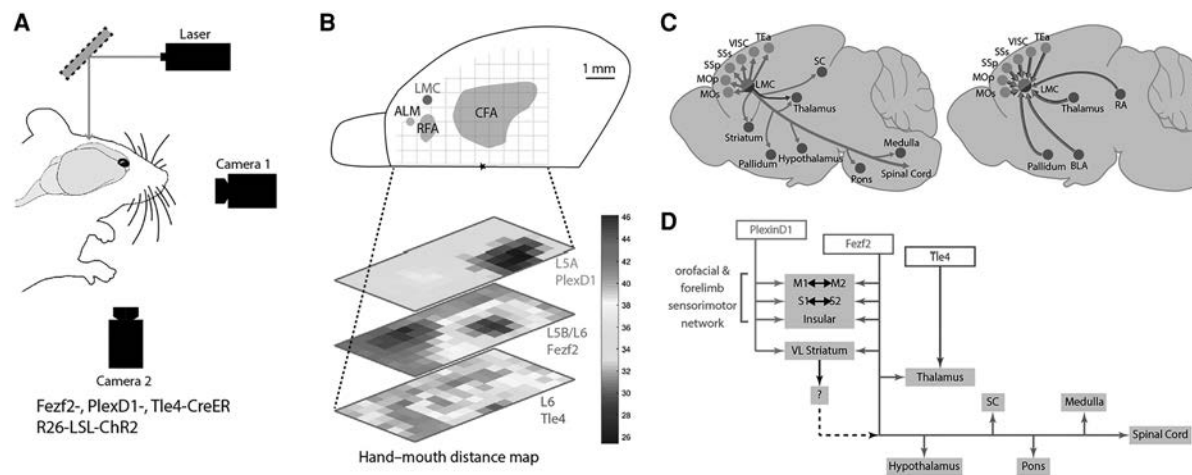 A
Laser
Camera 1
Camera 2
Fezf2-, PlexD1-, Tle4-CreER
R26-LSL-ChR2
B
1 mm
LMC
ALM
RFA
CFA
L5A
PlexD1
L5B/L6
Fezf2
L6
Tle4
46
44
42
40
38
36
34
32
30
28
26
Hand–mouth distance map
C
TEa
VISC
SSs
SSp
MOp
MOs
LMC
SC
Thalamus
Striatum
Pallidum
Hypothalamus
Medulla
Pons
Spinal Cord
TEa
VISC
SSs
SSp
MOp
MOs
LMC
Thalamus
RA
Pallidum
BLA
D
PlexinD1
Fezf2
Tle4
orofacial &
forelimb
sensorimotor
network
M1 M2
S1 S2
Insular
VL Striatum
?
Thalamus
SC
Medulla
Spinal Cord
Hypothalamus
Pons